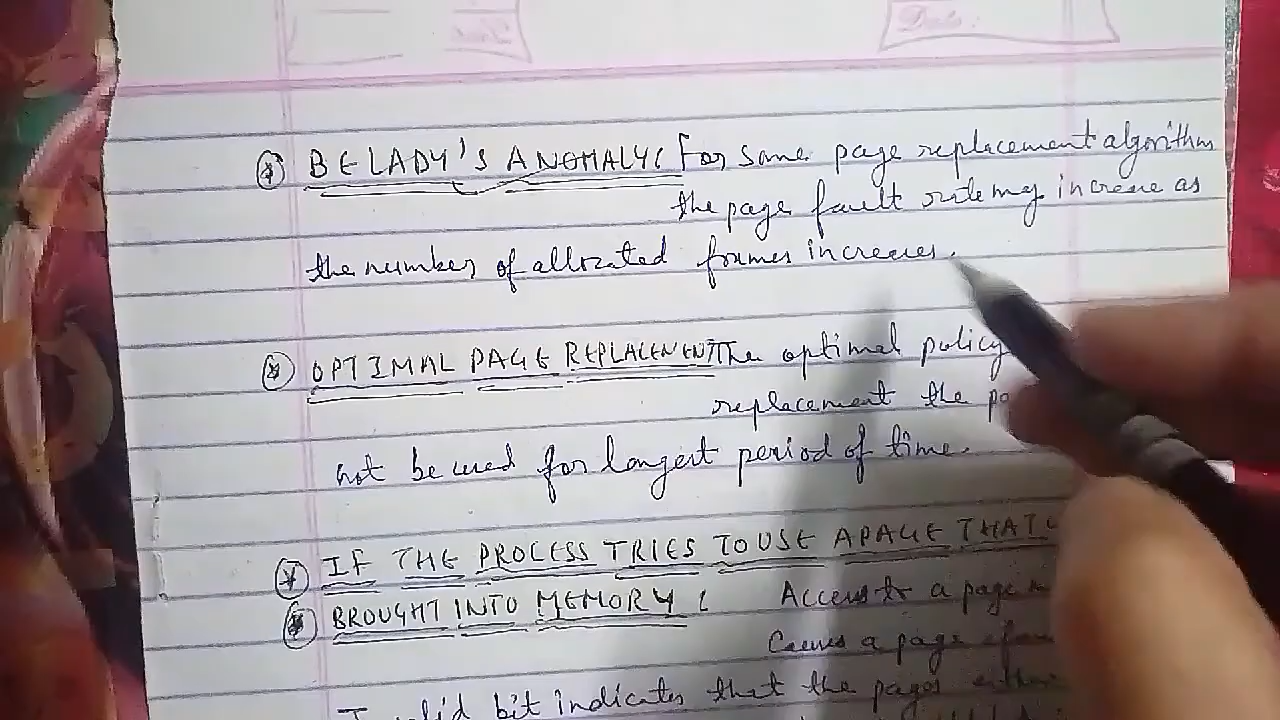 BELADY'S ANOMALY: For some page replacement algorithm
the page fault rate may increase as
the number of allocated frames increases.
OPTIMAL PAGE REPLACEMENT The optimal policy
replacement the
not be used for longest period of time.
IF THE PROCESS TRIES TO USE A PAGE THAT
BROUGHT INTO MEMORY : Access to a page
Causes a page
Invalid bit indicates that the pages